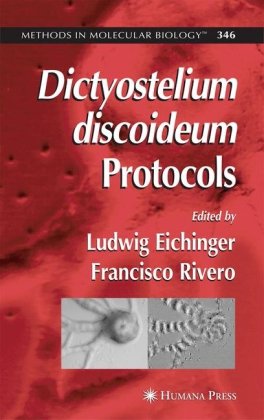 METHODS IN MOLECULAR BIOLOGY™ 346
Dictyostelium
discoideum
Protocols
Edited by
Ludwig Eichinger
Francisco Rivero
HUMANA PRESS